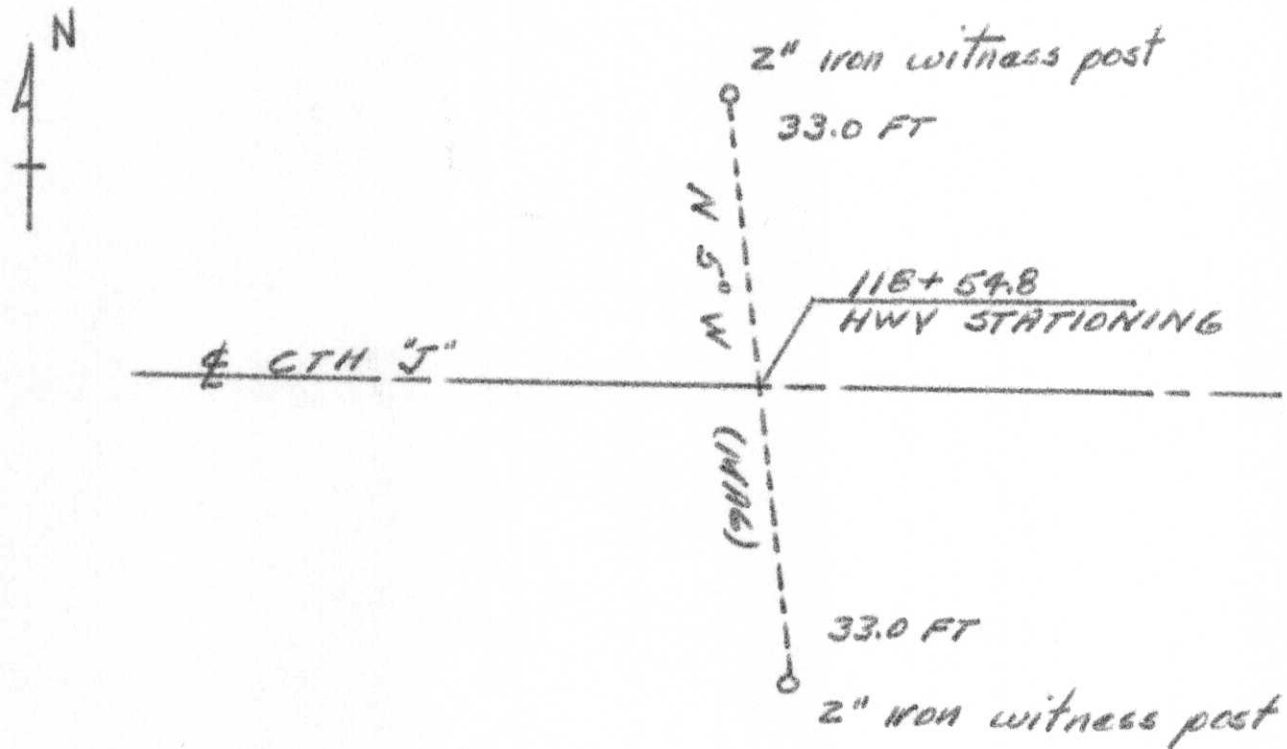 N
2" iron witness post
33.0 FT
N 5° W
118+54.8
HWY STATIONING
℄ CTH "J"
(MAG)
33.0 FT
2" iron witness post